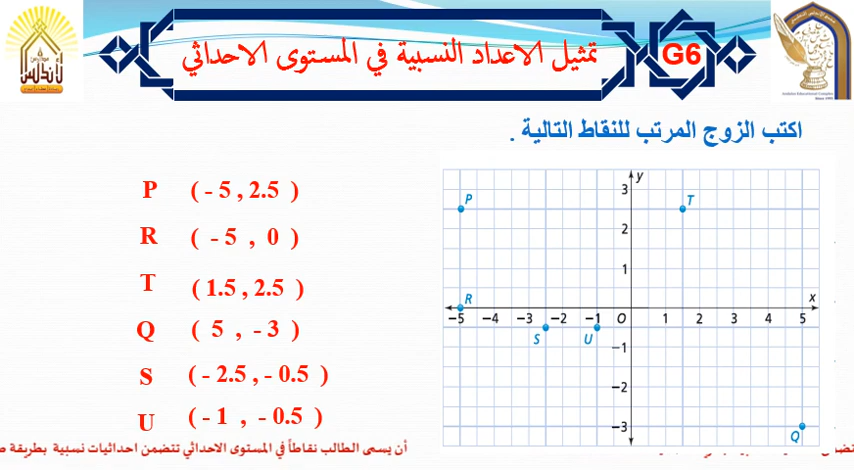 تمثيل الاعداد النسبية في المستوى الاحداثي
G6
اكتب الزوج المرتب للنقاط التالية .
P ( - 5 , 2.5 )
R ( - 5 , 0 )
T ( 1.5 , 2.5 )
Q ( 5 , - 3 )
S ( - 2.5 , - 0.5 )
U ( - 1 , - 0.5 )
y
3
P
T
2
1
R
x
−5 −4 −3 −2 −1 O 1 2 3 4 5
S U
−1
−2
−3
Q
أن يسمي الطالب نقاطاً في المستوى الاحداثي تتضمن احداثيات نسبية بطريقة